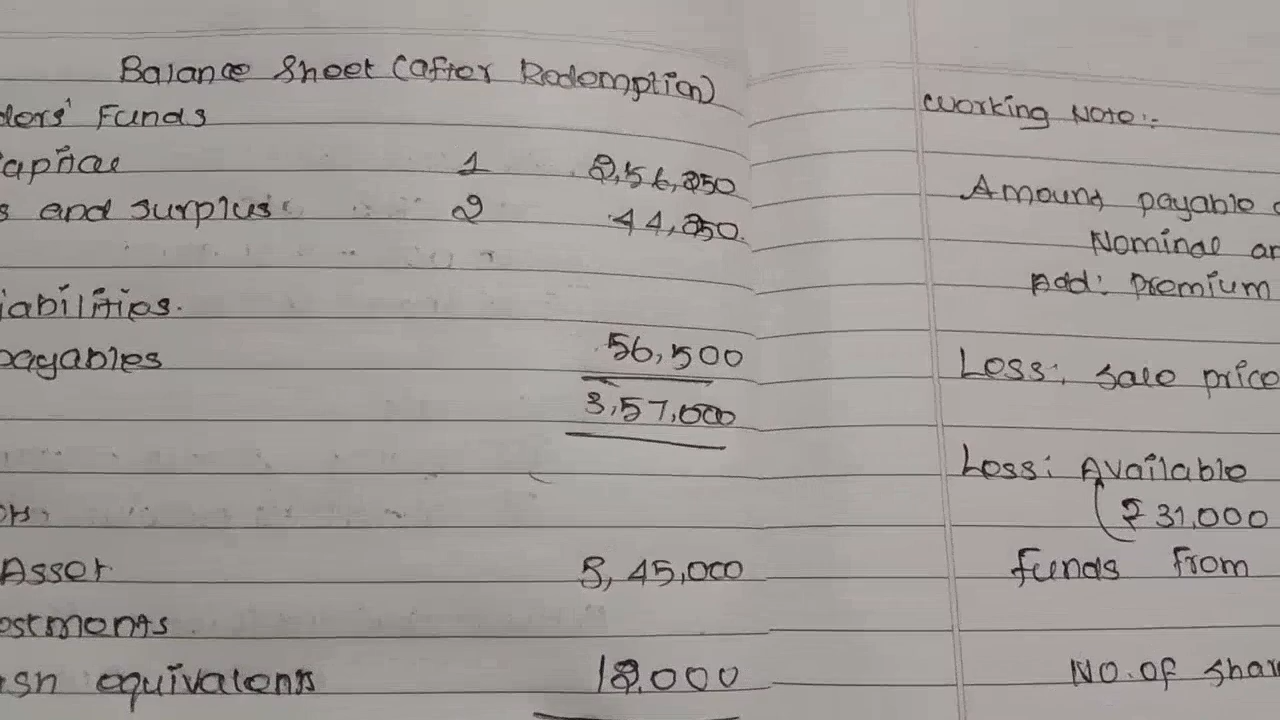 Balance Sheet (After Redemption)
ders' Funds
apital 1 2,56,250
s and surplus 2 44,250
iabilities.
payables 56,500
3,57,000
Asset 3,45,000
estments
ash equivalents 12,000
Working Note:-
Amount payable
Nominal
Add: Premium
Less: sale price
Less: Available
(₹ 31,000
funds from
No. of shar